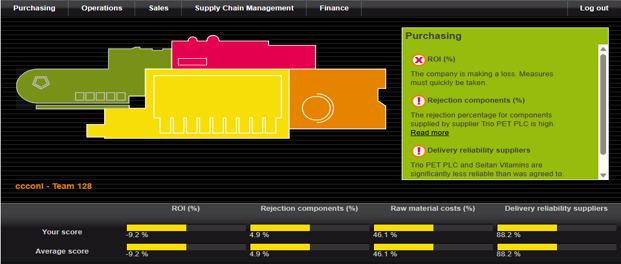 Purchasing Operations Sales Supply Chain Management Finance Log out
Purchasing
ROI (%)
The company is making a loss. Measures
must quickly be taken.
Rejection components (%)
The rejection percentage for components
supplied by supplier Trio PET PLC is high.
Read more
Delivery reliability suppliers
Trio PET PLC and Seitan Vitamins are
significantly less reliable than was agreed to.
ccconl - Team 128
ROI (%) Rejection components (%) Raw material costs (%) Delivery reliability suppliers
Your score
-9.2 % 4.9 % 46.1 % 88.2 %
Average score
-9.2 % 4.9 % 46.1 % 88.2 %